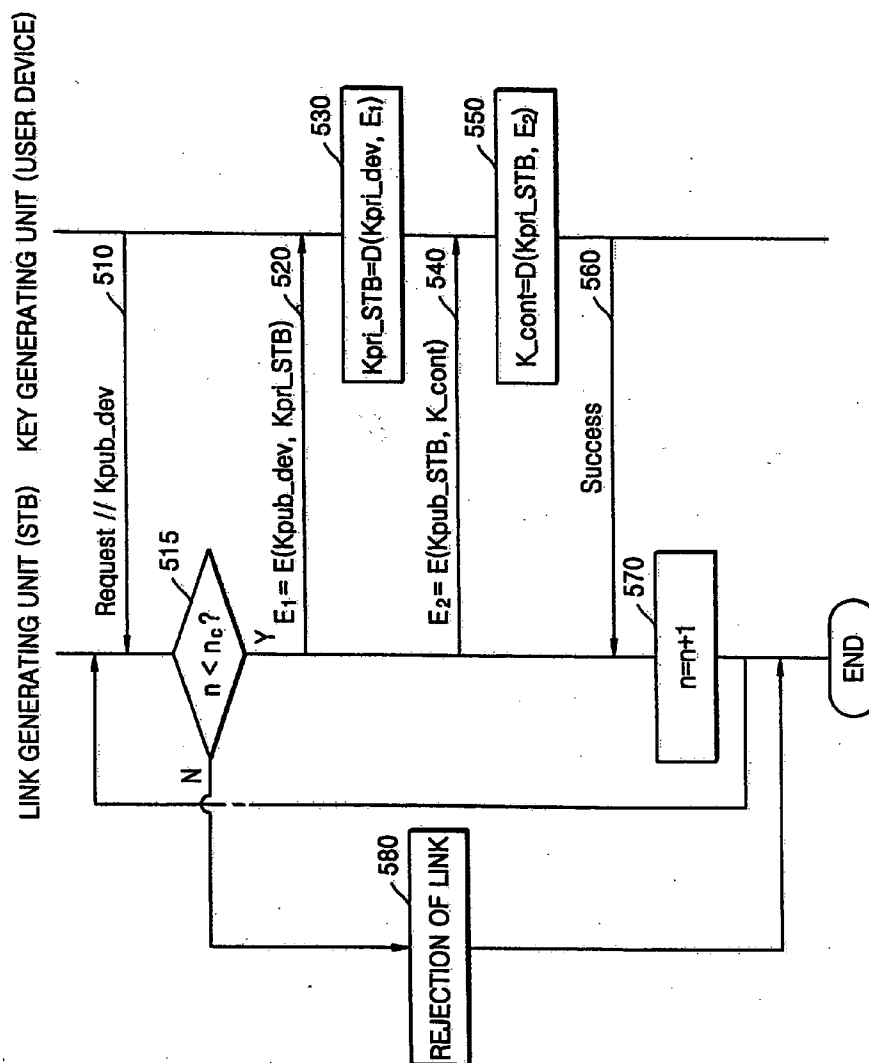 LINK GENERATING UNIT (STB)
KEY GENERATING UNIT (USER DEVICE)
Request // Kpub_dev
510
515
n < nc?
Y
N
E1 = E(Kpub_dev, Kpri_STB)
520
530
Kpri_STB=D(Kpri_dev, E1)
E2 = E(Kpub_STB, K_cont)
540
550
K_cont=D(Kpri_STB, E2)
Success
560
570
n=n+1
580
REJECTION OF LINK
END